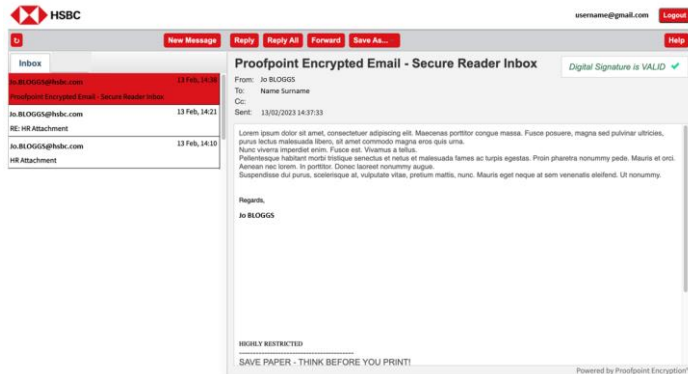 HSBC
username@gmail.com
Logout
New Message
Reply
Reply All
Forward
Save As...
Help
Inbox
Jo.BLOGGS@hsbc.com 13 Feb, 14:38
Proofpoint Encrypted Email - Secure Reader Inbox
Jo.BLOGGS@hsbc.com 13 Feb, 14:21
RE: HR Attachment
Jo.BLOGGS@hsbc.com 13 Feb, 14:10
HR Attachment
Proofpoint Encrypted Email - Secure Reader Inbox
Digital Signature is VALID ✔
From: Jo BLOGGS
To: Name Surname
Cc:
Sent: 13/02/2023 14:37:33
Lorem ipsum dolor sit amet, consectetuer adipiscing elit. Maecenas porttitor congue massa. Fusce posuere, magna sed pulvinar ultricies,
purus lectus malesuada libero, sit amet commodo magna eros quis urna.
Nunc viverra imperdiet enim. Fusce est. Vivamus a tellus.
Pellentesque habitant morbi tristique senectus et netus et malesuada fames ac turpis egestas. Proin pharetra nonummy pede. Mauris et orci.
Aenean nec lorem. In porttitor. Donec laoreet nonummy augue.
Suspendisse dui purus, scelerisque at, vulputate vitae, pretium mattis, nunc. Mauris eget neque at sem venenatis eleifend. Ut nonummy.
Regards,
Jo BLOGGS
HIGHLY RESTRICTED
SAVE PAPER - THINK BEFORE YOU PRINT!
Powered by Proofpoint Encryption